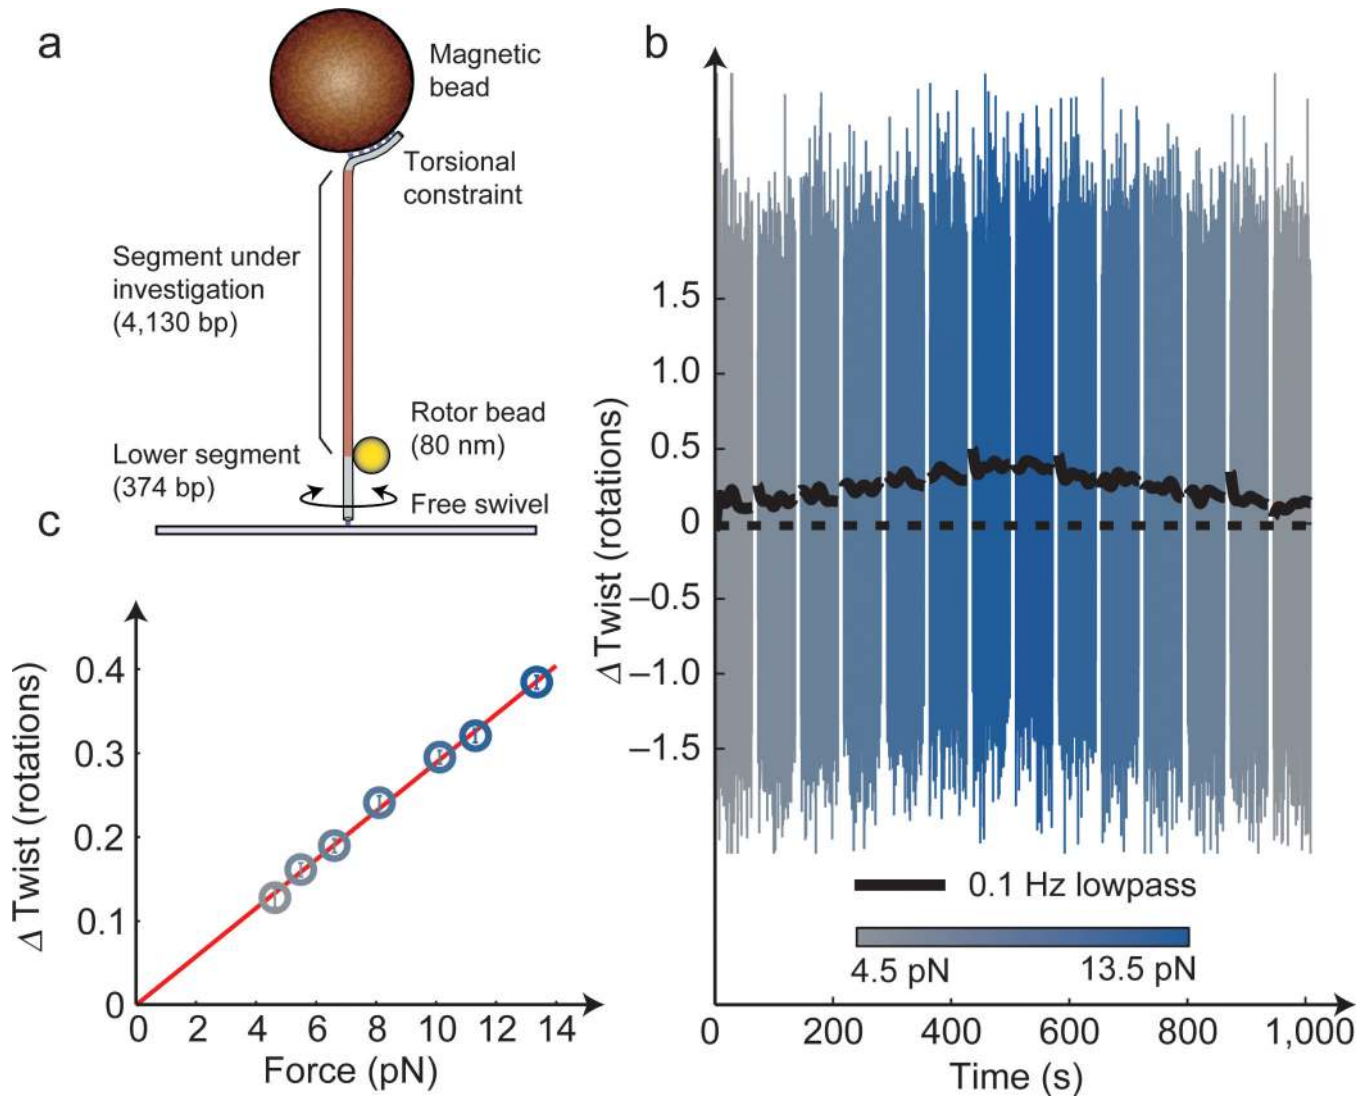 a
Magnetic
bead
Torsional
constraint
Segment under
investigation
(4,130 bp)
Rotor bead
(80 nm)
Lower segment
(374 bp)
Free swivel
b
Δ Twist (rotations)
1.5
1.0
0.5
0
–0.5
–1.0
–1.5
0.1 Hz lowpass
4.5 pN
13.5 pN
0
200
400
600
800
1,000
Time (s)
c
Δ Twist (rotations)
0.4
0.3
0.2
0.1
0
0
2
4
6
8
10
12
14
Force (pN)